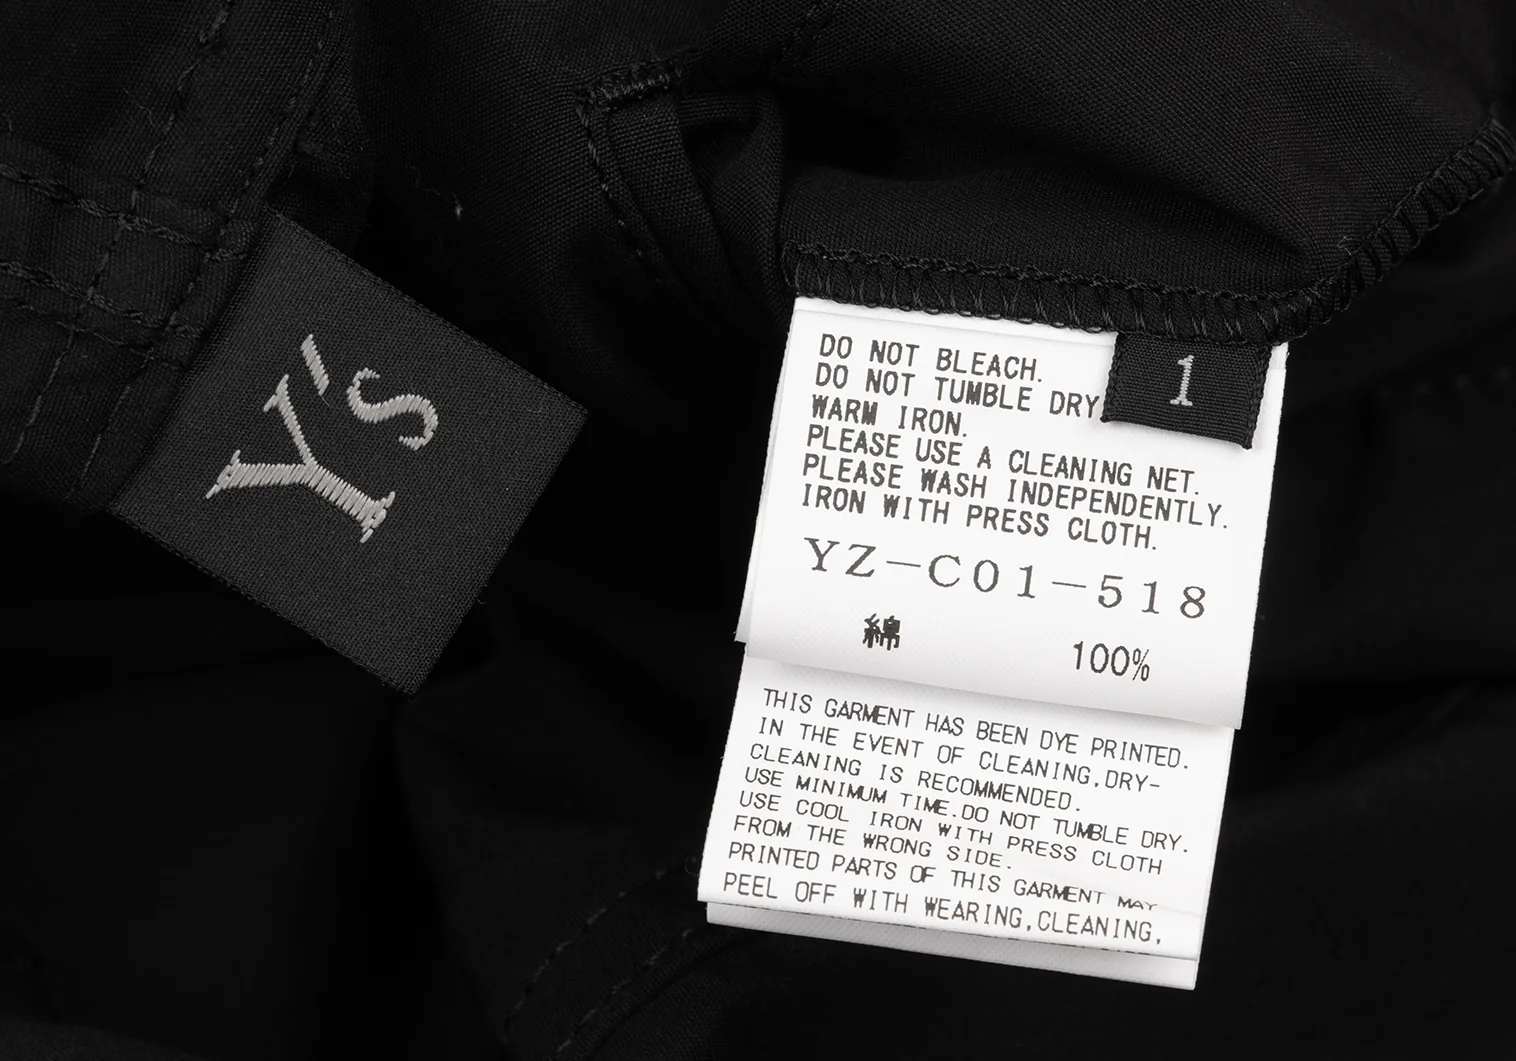 Y's
1
DO NOT BLEACH.
DO NOT TUMBLE DRY
WARM IRON.
PLEASE USE A CLEANING NET.
PLEASE WASH INDEPENDENTLY.
IRON WITH PRESS CLOTH.
YZ-C01-518
綿 100%
THIS GARMENT HAS BEEN DYE PRINTED.
IN THE EVENT OF CLEANING,DRY-
CLEANING IS RECOMMENDED.
USE MINIMUM TIME.DO NOT TUMBLE DRY.
USE COOL IRON WITH PRESS CLOTH
FROM THE WRONG SIDE.
PRINTED PARTS OF THIS GARMENT MAY
PEEL OFF WITH WEARING,CLEANING,